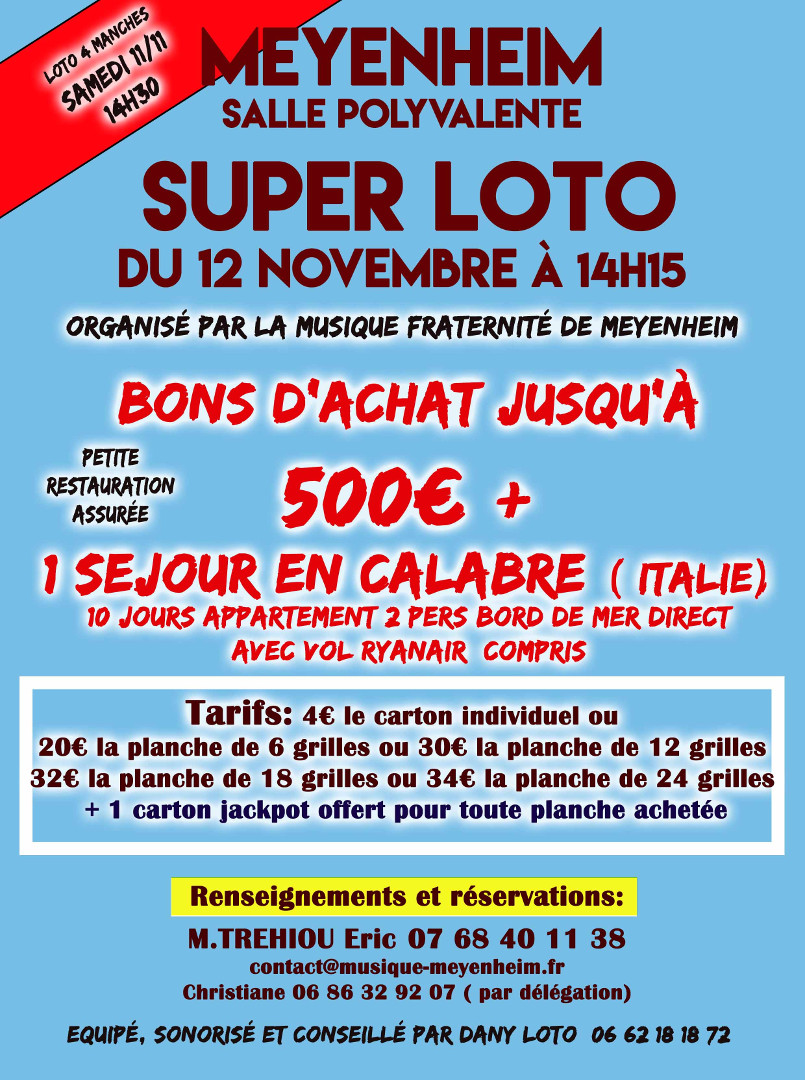 LOTO 4 MANCHES
SAMEDI 11/11
14H30
MEYENHEIM
SALLE POLYVALENTE
SUPER LOTO
DU 12 NOVEMBRE À 14H15
ORGANISÉ PAR LA MUSIQUE FRATERNITÉ DE MEYENHEIM
BONS D'ACHAT JUSQU'À
PETITE
RESTAURATION
ASSURÉE
500€ +
1 SEJOUR EN CALABRE ( ITALIE)
10 JOURS APPARTEMENT 2 PERS BORD DE MER DIRECT
AVEC VOL RYANAIR COMPRIS
Tarifs: 4€ le carton individuel ou
20€ la planche de 6 grilles ou 30€ la planche de 12 grilles
32€ la planche de 18 grilles ou 34€ la planche de 24 grilles
+ 1 carton jackpot offert pour toute planche achetée
Renseignements et réservations:
M.TREHIOU Eric 07 68 40 11 38
contact@musique-meyenheim.fr
Christiane 06 86 32 92 07 ( par délégation)
EQUIPÉ, SONORISÉ ET CONSEILLÉ PAR DANY LOTO 06 62 18 18 72